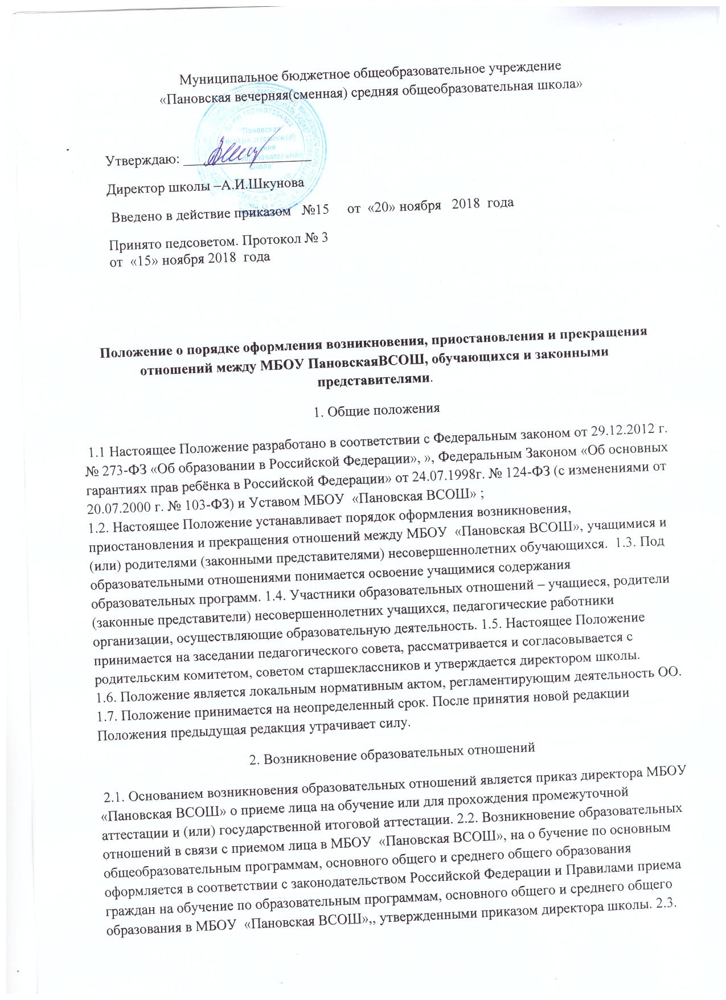 Муниципальное бюджетное общеобразовательное учреждение
«Пановская вечерняя(сменная) средняя общеобразовательная школа»
ОГРН
"Пановская
(сменная)
образовательная
школа"
Утверждаю: __________________
Директор школы –А.И.Шкунова
Введено в действие приказом №15 от «20» ноября 2018 года
Принято педсоветом. Протокол № 3
от «15» ноября 2018 года
Положение о порядке оформления возникновения, приостановления и прекращения
отношений между МБОУ ПановскаяВСОШ, обучающихся и законными
представителями.
1. Общие положения
1.1 Настоящее Положение разработано в соответствии с Федеральным законом от 29.12.2012 г.
№ 273-ФЗ «Об образовании в Российской Федерации», », Федеральным Законом «Об основных
гарантиях прав ребёнка в Российской Федерации» от 24.07.1998г. № 124-ФЗ (с изменениями от
20.07.2000 г. № 103-ФЗ) и Уставом МБОУ «Пановская ВСОШ» ;
1.2. Настоящее Положение устанавливает порядок оформления возникновения,
приостановления и прекращения отношений между МБОУ «Пановская ВСОШ», учащимися и
(или) родителями (законными представителями) несовершеннолетних обучающихся. 1.3. Под
образовательными отношениями понимается освоение учащимися содержания
образовательных программ. 1.4. Участники образовательных отношений – учащиеся, родители
(законные представители) несовершеннолетних учащихся, педагогические работники
организации, осуществляющие образовательную деятельность. 1.5. Настоящее Положение
принимается на заседании педагогического совета, рассматривается и согласовывается с
родительским комитетом, советом старшеклассников и утверждается директором школы.
1.6. Положение является локальным нормативным актом, регламентирующим деятельность ОО.
1.7. Положение принимается на неопределенный срок. После принятия новой редакции
Положения предыдущая редакция утрачивает силу.
2. Возникновение образовательных отношений
2.1. Основанием возникновения образовательных отношений является приказ директора МБОУ
«Пановская ВСОШ» о приеме лица на обучение или для прохождения промежуточной
аттестации и (или) государственной итоговой аттестации. 2.2. Возникновение образовательных
отношений в связи с приемом лица в МБОУ «Пановская ВСОШ», на о бучение по основным
общеобразовательным программам, основного общего и среднего общего образования
оформляется в соответствии с законодательством Российской Федерации и Правилами приема
граждан на обучение по образовательным программам, основного общего и среднего общего
образования в МБОУ «Пановская ВСОШ»,, утвержденными приказом директора школы. 2.3.